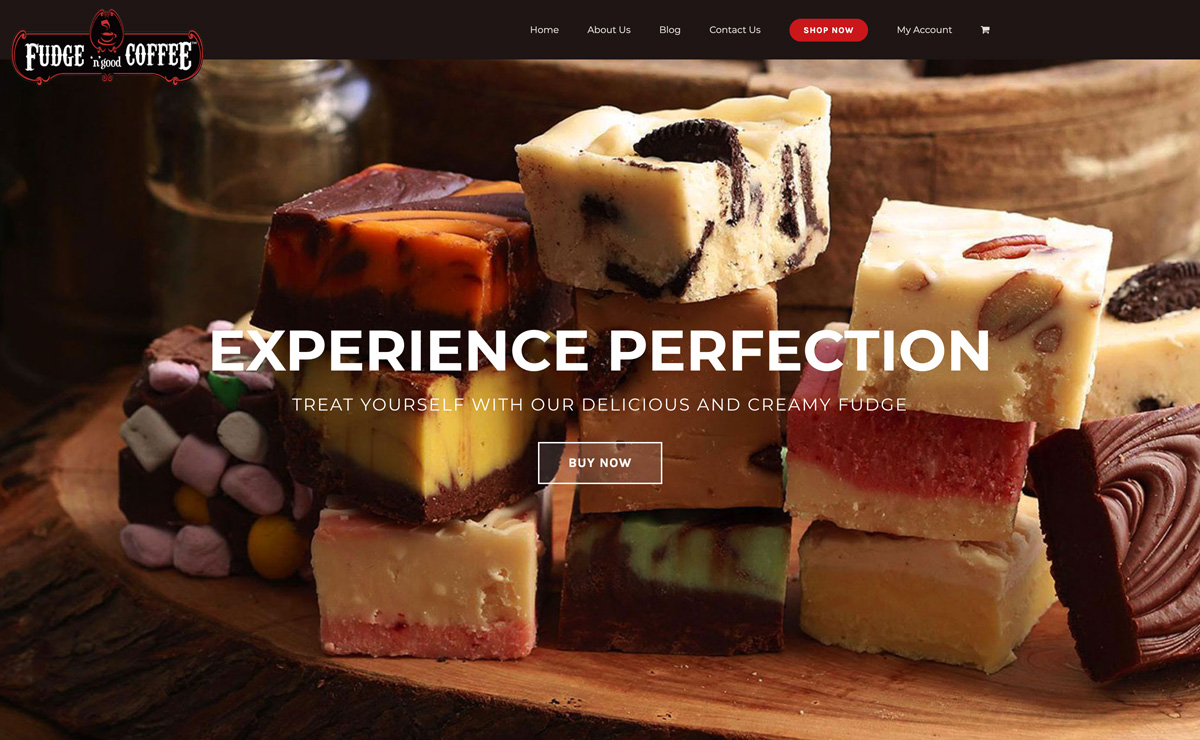 FUDGE 'n' good COFFEE
Home
About Us
Blog
Contact Us
SHOP NOW
My Account
EXPERIENCE PERFECTION
TREAT YOURSELF WITH OUR DELICIOUS AND CREAMY FUDGE
BUY NOW